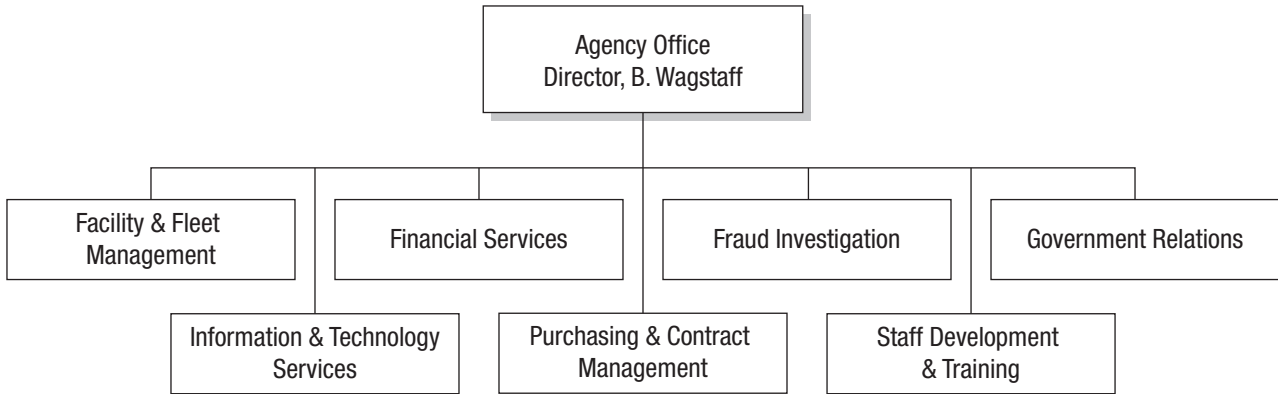 Agency Office
Director, B. Wagstaff
Facility & Fleet
Management
Financial Services
Fraud Investigation
Government Relations
Information & Technology
Services
Purchasing & Contract
Management
Staff Development
& Training